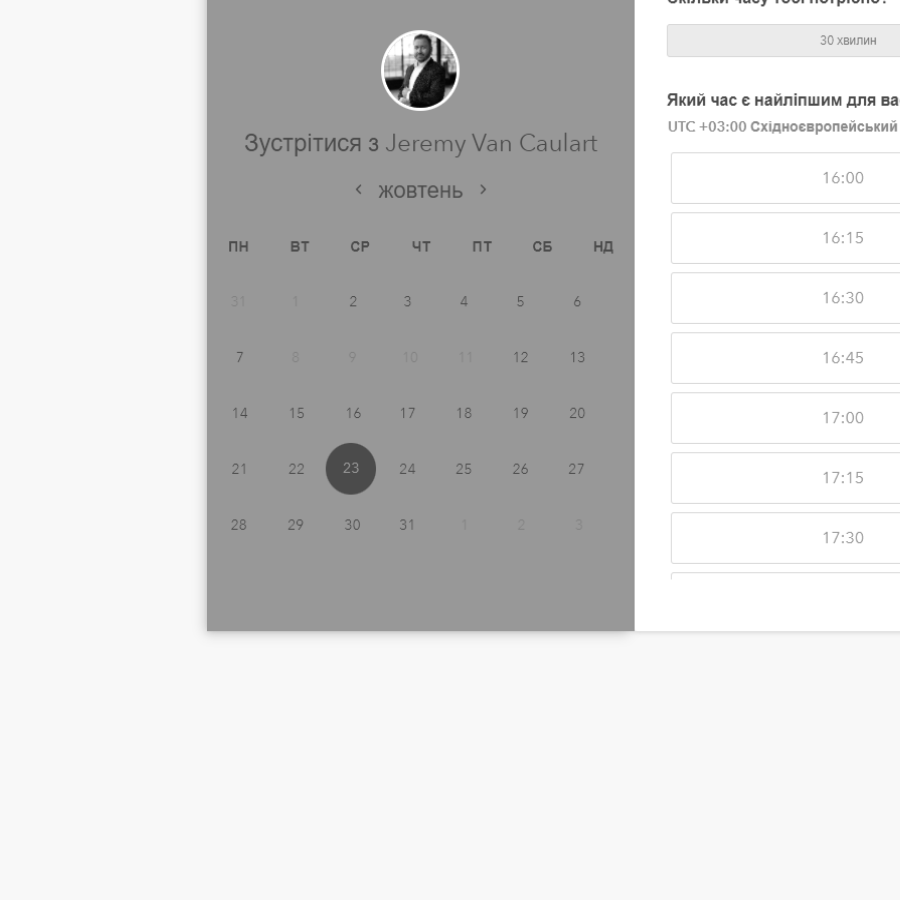 Зустрітися з Jeremy Van Caulart
жовтень
ПН ВТ СР ЧТ ПТ СБ НД
31 1 2 3 4 5 6
7 8 9 10 11 12 13
14 15 16 17 18 19 20
21 22 23 24 25 26 27
28 29 30 31 1 2 3
Скільки часу тобі потрібно?
30 хвилин
Який час є найліпшим для ва
UTC +03:00 Східноєвропейський
16:00
16:15
16:30
16:45
17:00
17:15
17:30